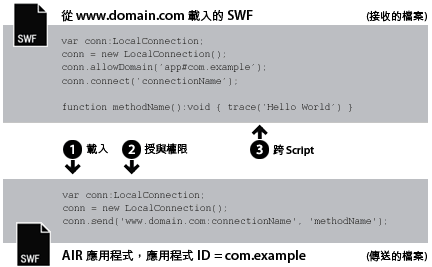 從 www.domain.com 載入的 SWF (接收的檔案)
SWF
var conn:LocalConnection;
conn = new LocalConnection();
conn.allowDomain('app#com.example');
conn.connect('connectionName');
function methodName():void { trace('Hello World') }
1 載入 2 授與權限 3 跨 Script
var conn:LocalConnection;
conn = new LocalConnection();
conn.send('www.domain.com:connectionName', 'methodName');
SWF
AIR 應用程式，應用程式 ID = com.example (傳送的檔案)